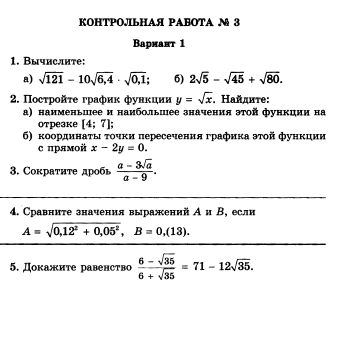 КОНТРОЛЬНАЯ РАБОТА № 3
Вариант 1
1. Вычислите:
а) √121 − 10√6,4 · √0,1; б) 2√5 − √45 + √80.
2. Постройте график функции y = √x. Найдите:
а) наименьшее и наибольшее значения этой функции на
отрезке [4; 7];
б) координаты точки пересечения графика этой функции
с прямой x − 2y = 0.
3. Сократите дробь (a − 3√a)/(a − 9).
4. Сравните значения выражений A и B, если
A = √(0,12² + 0,05²), B = 0,(13).
5. Докажите равенство (6 − √35)/(6 + √35) = 71 − 12√35.